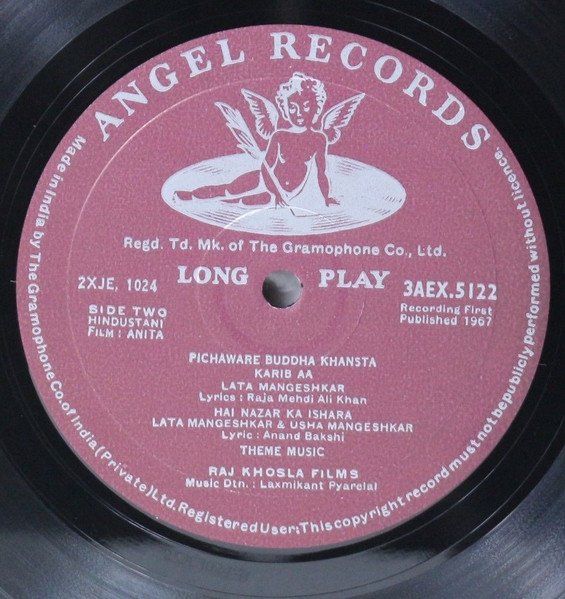 ANGEL RECORDS
Regd. Td. Mk. of The Gramophone Co., Ltd.
2XJE, 1024
LONG PLAY
3AEX.5122
SIDE TWO
HINDUSTANI
FILM : ANITA
Recording First
Published 1967
PICHAWARE BUDDHA KHANSTA
KARIB AA
LATA MANGESHKAR
Lyrics : Raja Mehdi Ali Khan
HAI NAZAR KA ISHARA
LATA MANGESHKAR & USHA MANGESHKAR
Lyric : Anand Bakshi
THEME MUSIC
RAJ KHOSLA FILMS
Music Dtn. : Laxmikant Pyarelal
Made in India by The Gramophone Co. of India (Private) Ltd. Registered User; This copyright record must not be publicly performed without licence.